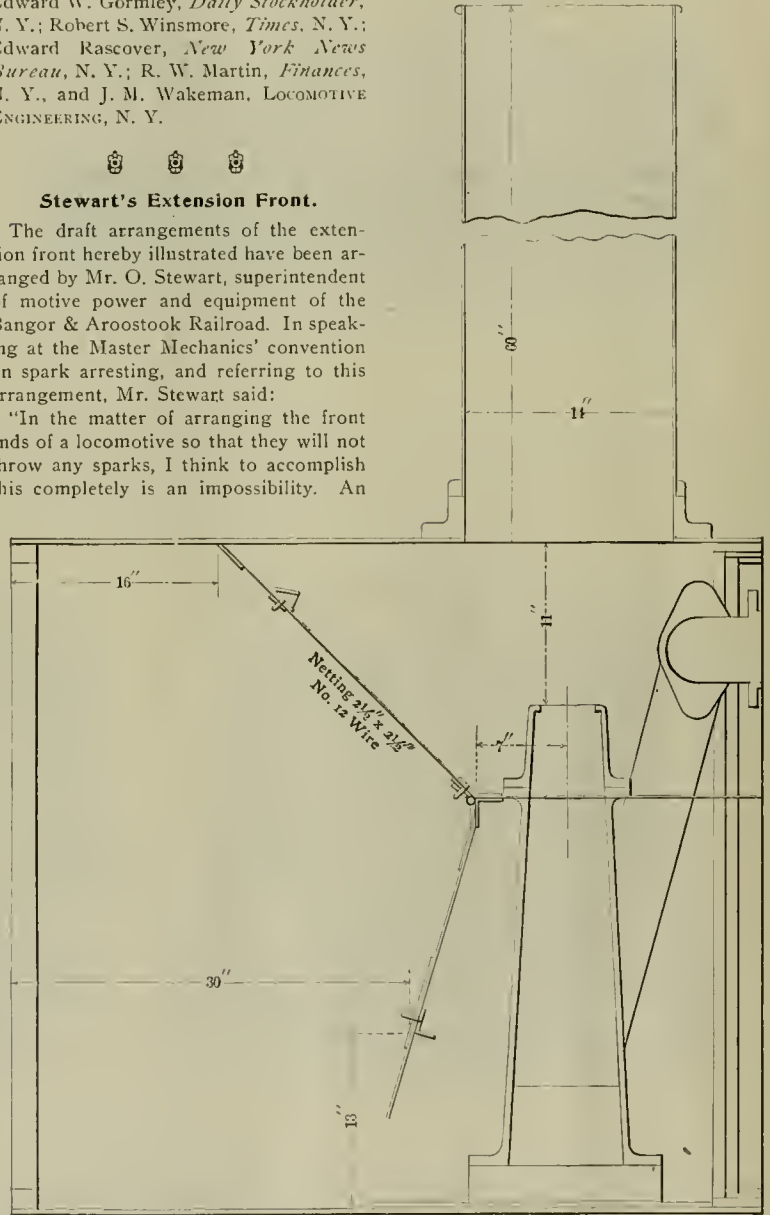 Edward W. Gormley, Daily Stockholder,
N. Y.; Robert S. Winsmore, Times, N. Y.;
Edward Rascover, New York News
Bureau, N. Y.; R. W. Martin, Finances,
N. Y., and J. M. Wakeman, LOCOMOTIVE
ENGINEERING, N. Y.
Stewart's Extension Front.
The draft arrangements of the exten-
sion front hereby illustrated have been ar-
ranged by Mr. O. Stewart, superintendent
of motive power and equipment of the
Bangor & Aroostook Railroad. In speak-
ing at the Master Mechanics' convention
on spark arresting, and referring to this
arrangement, Mr. Stewart said:
"In the matter of arranging the front
ends of a locomotive so that they will not
throw any sparks, I think to accomplish
this completely is an impossibility. An
60"
14"
16"
11"
Netting 2½" x 2½"
No. 12 Wire
7"
30"
13"